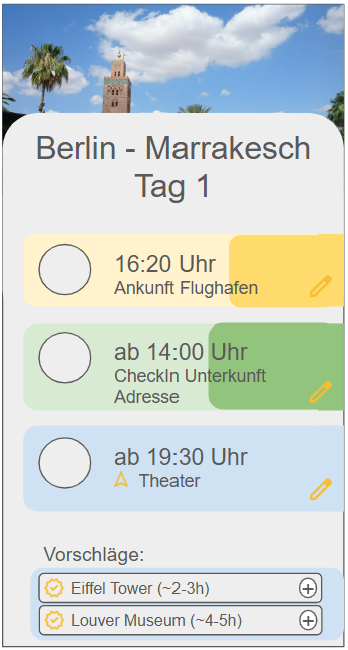 Berlin - Marrakesch
Tag 1
16:20 Uhr
Ankunft Flughafen
ab 14:00 Uhr
CheckIn Unterkunft
Adresse
ab 19:30 Uhr
Theater
Vorschläge:
Eiffel Tower (~2-3h)
Louver Museum (~4-5h)